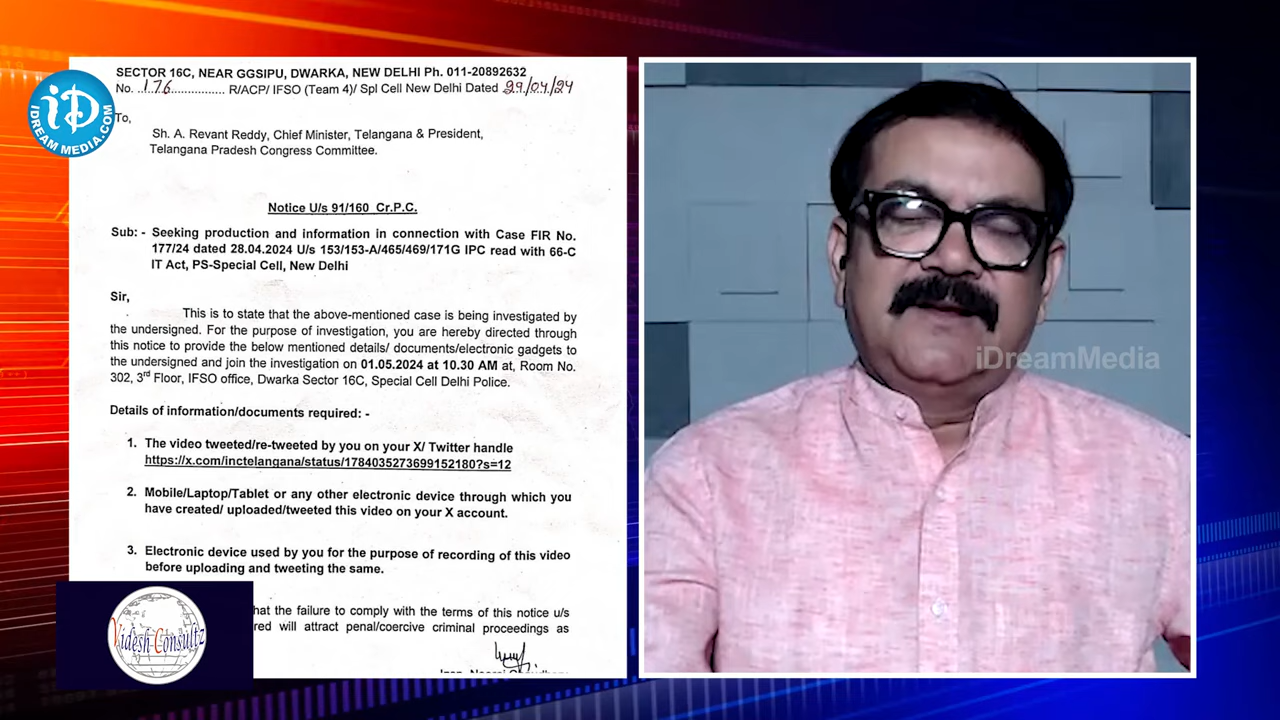 SECTOR 16C, NEAR GGSIPU, DWARKA, NEW DELHI Ph. 011-20892632
No. ..176................ R/ACP/ IFSO (Team 4)/ Spl Cell New Delhi Dated 29/04/24
To,
Sh. A. Revant Reddy, Chief Minister, Telangana & President,
Telangana Pradesh Congress Committee.
Notice U/s 91/160 Cr.P.C.
Sub: - Seeking production and information in connection with Case FIR No.
177/24 dated 28.04.2024 U/s 153/153-A/465/469/171G IPC read with 66-C
IT Act, PS-Special Cell, New Delhi
Sir,
This is to state that the above-mentioned case is being investigated by
the undersigned. For the purpose of investigation, you are hereby directed through
this notice to provide the below mentioned details/ documents/electronic gadgets to
the undersigned and join the investigation on 01.05.2024 at 10.30 AM at, Room No.
302, 3rd Floor, IFSO office, Dwarka Sector 16C, Special Cell Delhi Police.
Details of information/documents required: -
1. The video tweeted/re-tweeted by you on your X/ Twitter handle
https://x.com/inctelangana/status/1784035273699152180?s=12
2. Mobile/Laptop/Tablet or any other electronic device through which you
have created/ uploaded/tweeted this video on your X account.
3. Electronic device used by you for the purpose of recording of this video
before uploading and tweeting the same.
hat the failure to comply with the terms of this notice u/s
red will attract penal/coercive criminal proceedings as
iD
IDREAM MEDIA.COM
Videsh Consultz
iDreamMedia